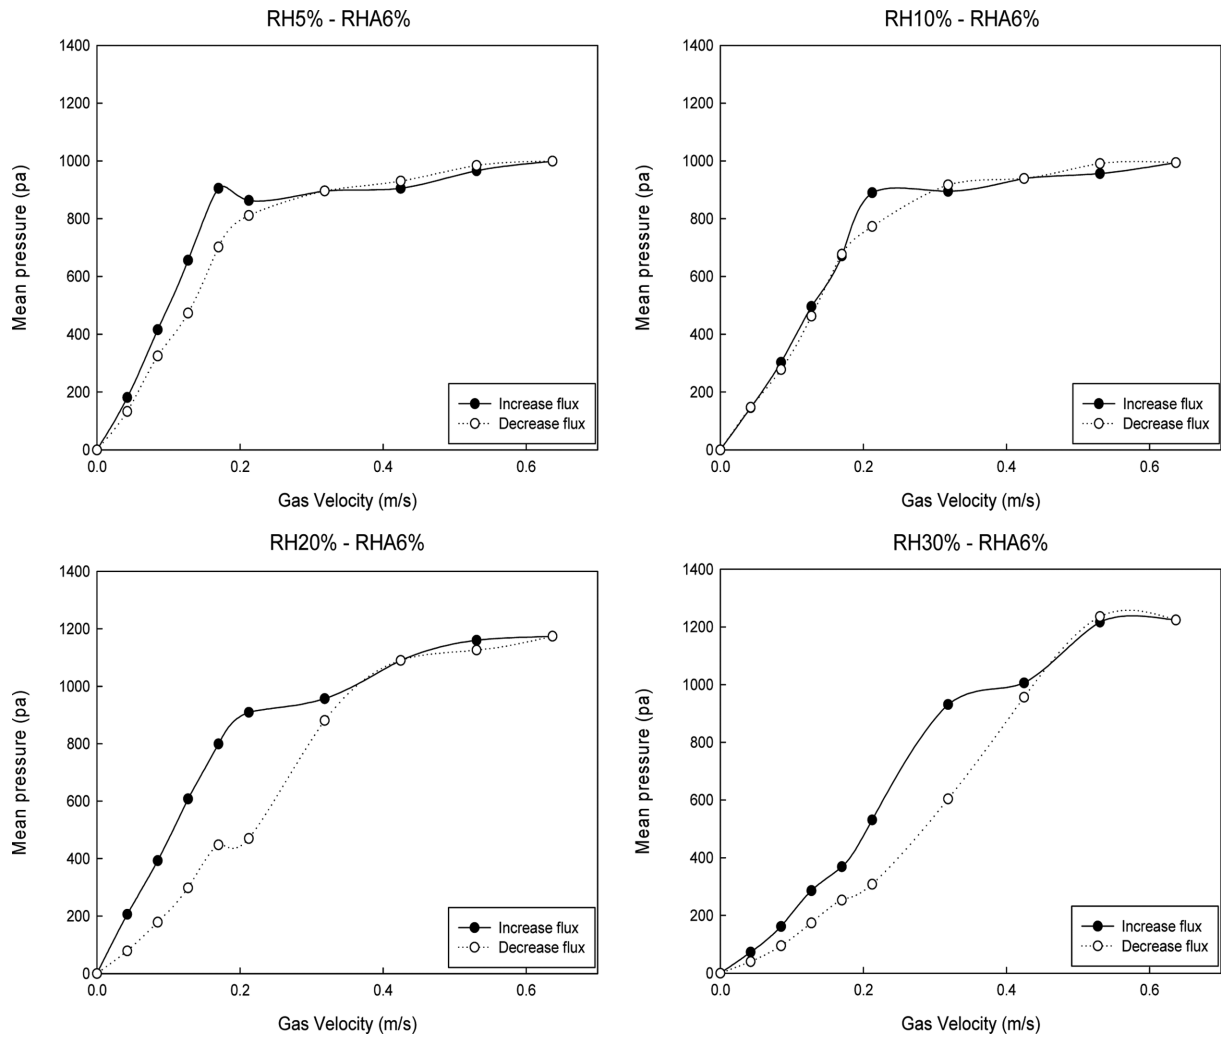 RH5% - RHA6%
1400
1200
1000
800
600
400
200
0
Mean pressure (pa)
0.0 0.2 0.4 0.6
Gas Velocity (m/s)
Increase flux
Decrease flux
RH10% - RHA6%
1400
1200
1000
800
600
400
200
0
Mean pressure (pa)
0.0 0.2 0.4 0.6
Gas Velocity (m/s)
Increase flux
Decrease flux
RH20% - RHA6%
1400
1200
1000
800
600
400
200
0
Mean pressure (pa)
0.0 0.2 0.4 0.6
Gas Velocity (m/s)
Increase flux
Decrease flux
RH30% - RHA6%
1400
1200
1000
800
600
400
200
0
Mean pressure (pa)
0.0 0.2 0.4 0.6
Gas Velocity (m/s)
Increase flux
Decrease flux